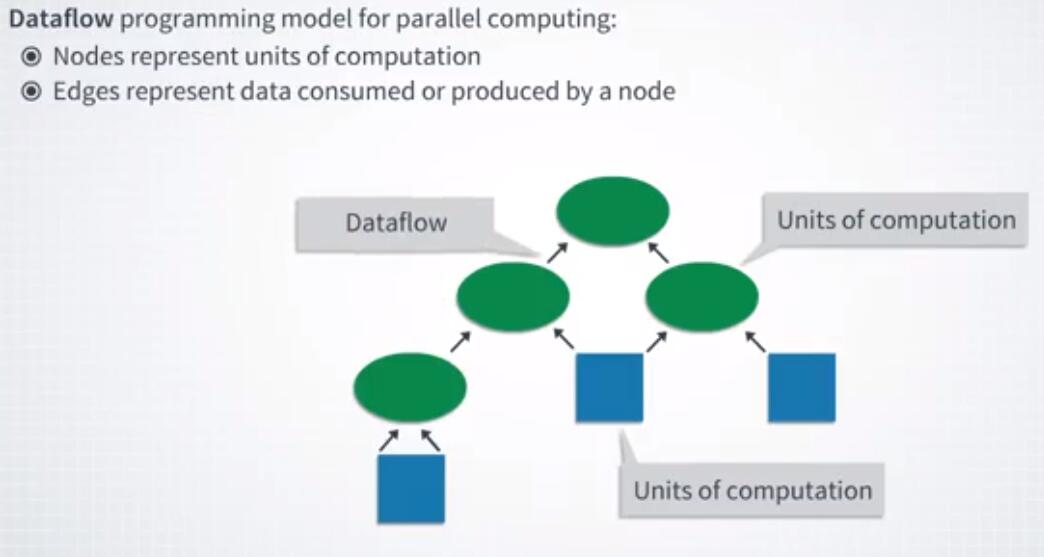 Dataflow programming model for parallel computing:
Nodes represent units of computation
Edges represent data consumed or produced by a node
Dataflow
Units of computation
Units of computation